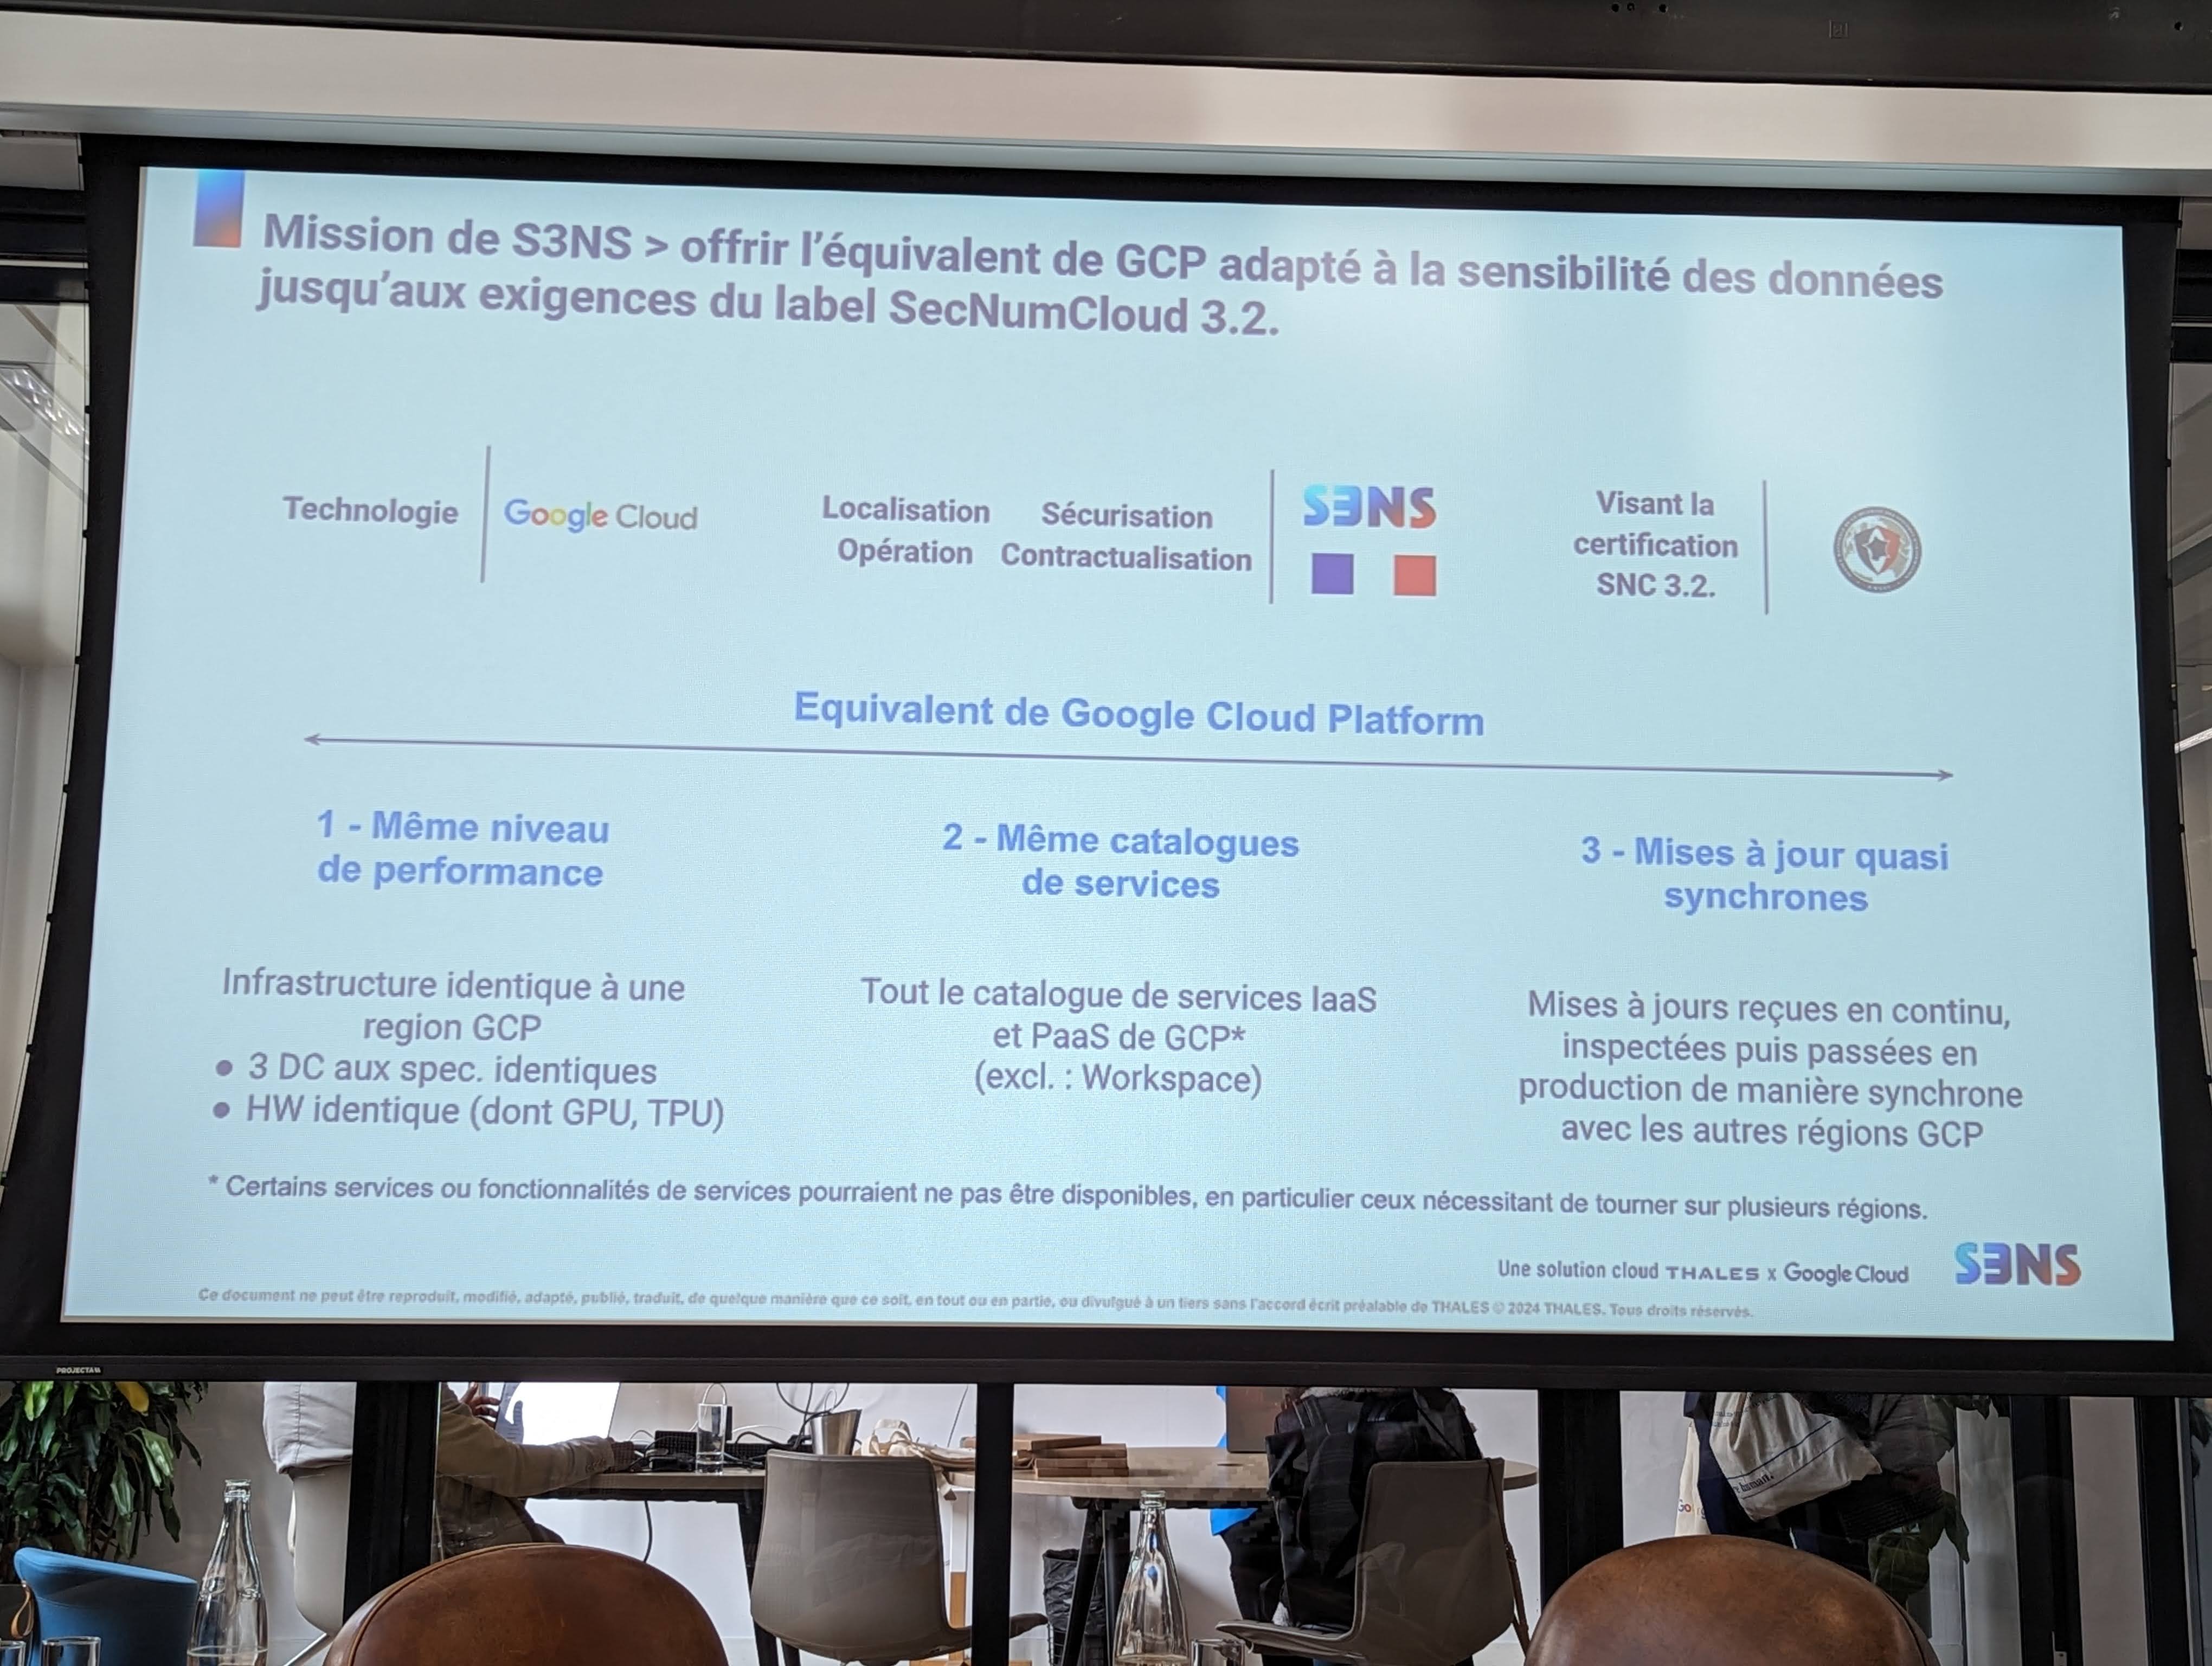 Mission de S3NS > offrir l'équivalent de GCP adapté à la sensibilité des données
jusqu'aux exigences du label SecNumCloud 3.2.
Technologie
Google Cloud
Localisation
Opération
Sécurisation
Contractualisation
S3NS
Visant la
certification
SNC 3.2.
Equivalent de Google Cloud Platform
1 - Même niveau
de performance
Infrastructure identique à une
region GCP
● 3 DC aux spec. identiques
● HW identique (dont GPU, TPU)
2 - Même catalogues
de services
Tout le catalogue de services IaaS
et PaaS de GCP*
(excl. : Workspace)
3 - Mises à jour quasi
synchrones
Mises à jours reçues en continu,
inspectées puis passées en
production de manière synchrone
avec les autres régions GCP
* Certains services ou fonctionnalités de services pourraient ne pas être disponibles, en particulier ceux nécessitant de tourner sur plusieurs régions.
Une solution cloud THALES x Google Cloud
S3NS
Ce document ne peut être reproduit, modifié, adapté, publié, traduit, de quelque manière que ce soit, en tout ou en partie, ou divulgué à un tiers sans l'accord écrit préalable de THALES © 2024 THALES. Tous droits réservés.
PROJECTA
human.